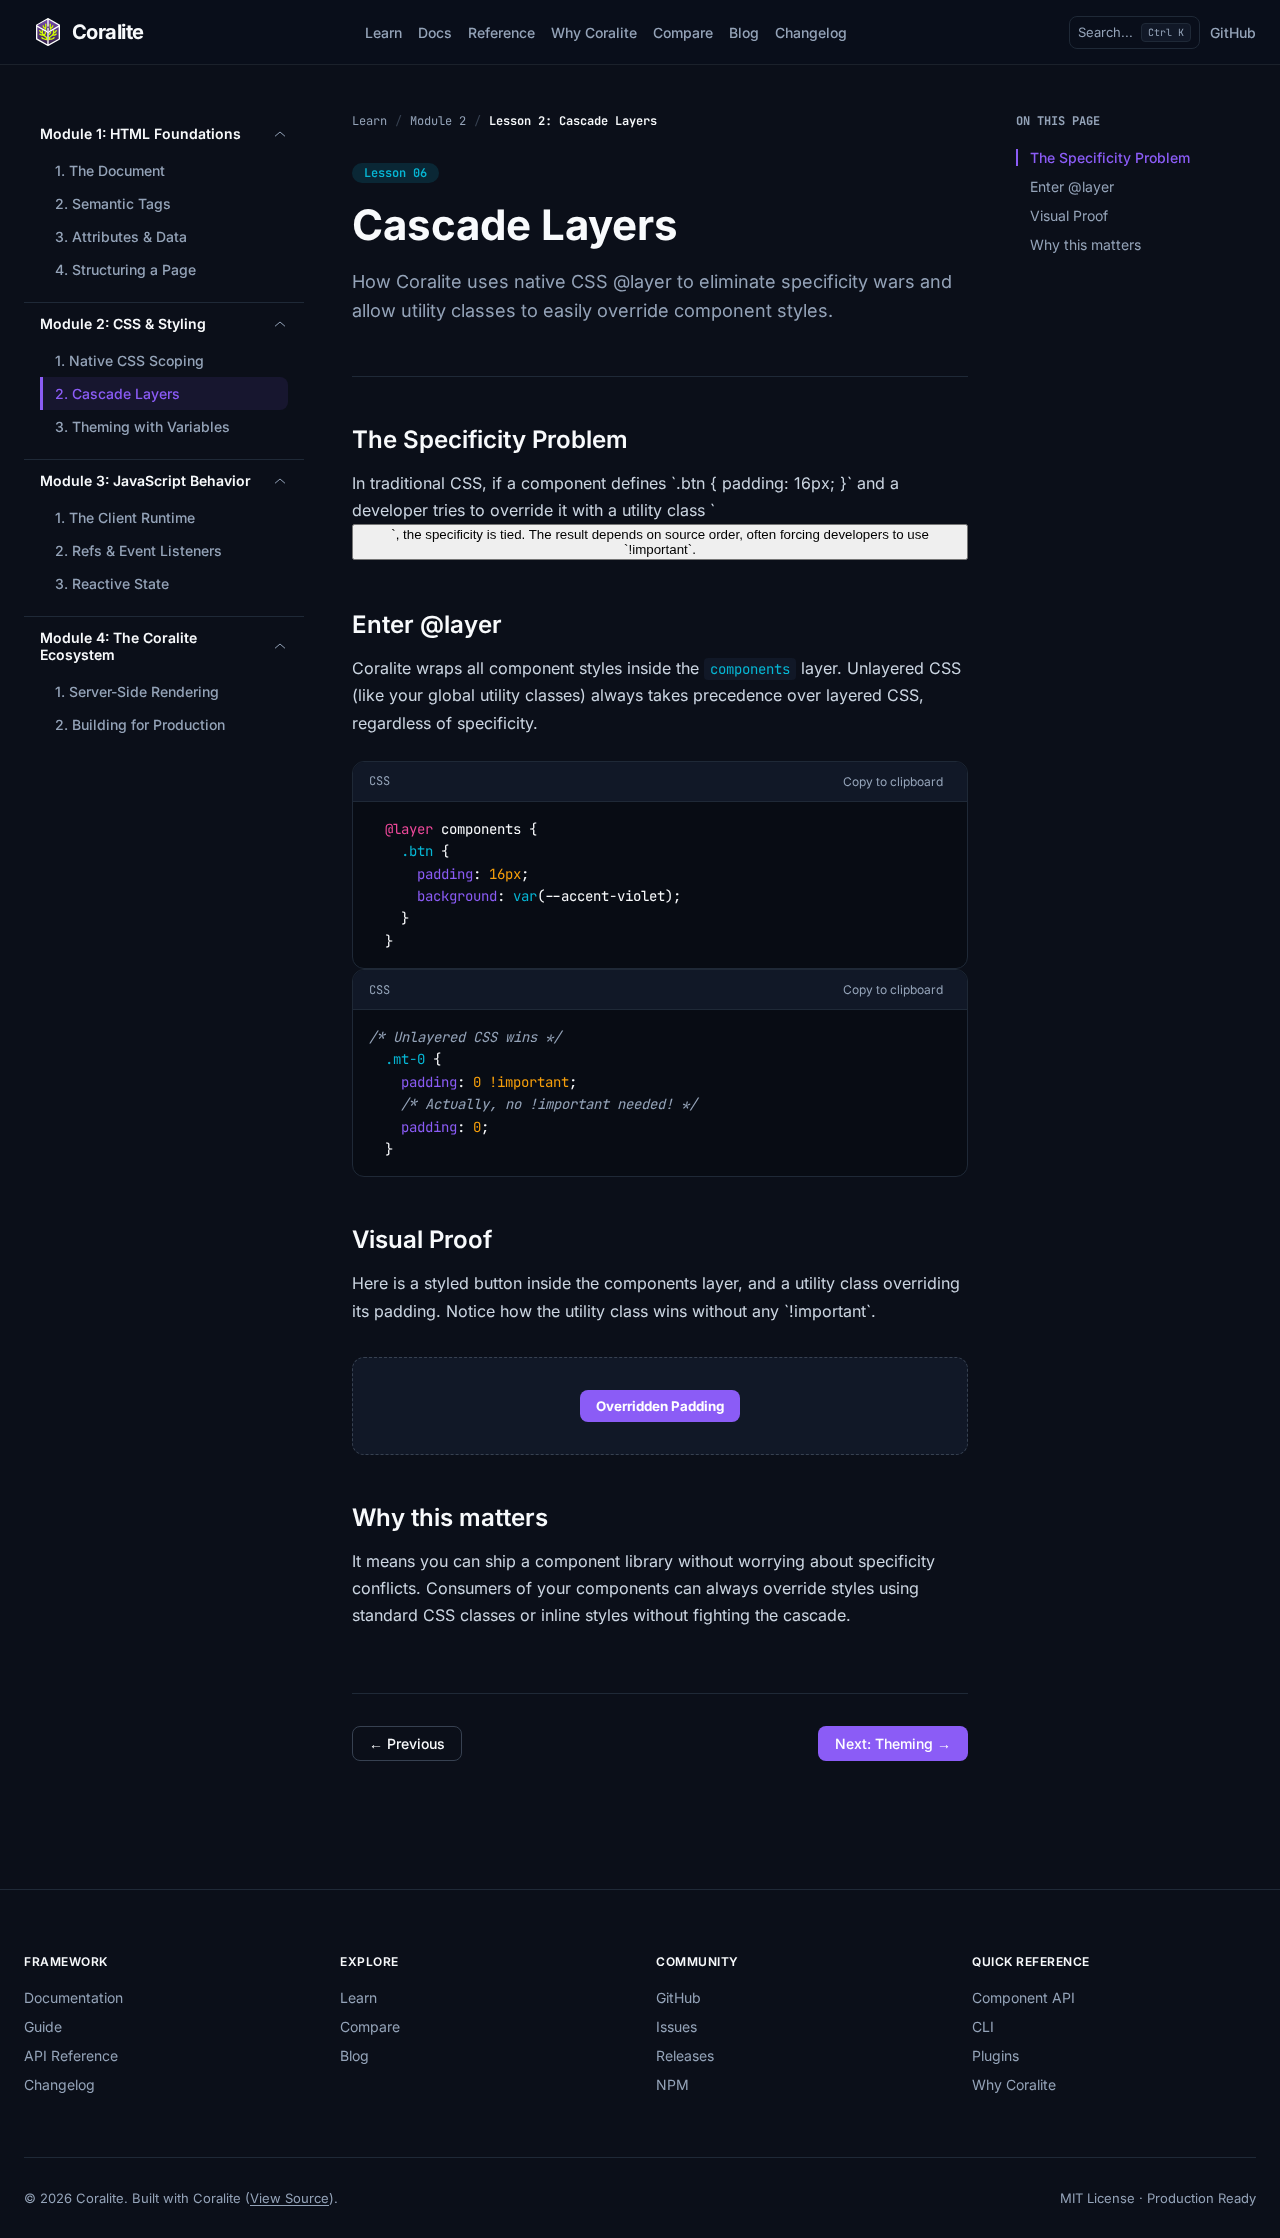 Coralite
Learn Docs Reference Why Coralite Compare Blog Changelog
Search... Ctrl K GitHub
Module 1: HTML Foundations
1. The Document
2. Semantic Tags
3. Attributes & Data
4. Structuring a Page
Module 2: CSS & Styling
1. Native CSS Scoping
2. Cascade Layers
3. Theming with Variables
Module 3: JavaScript Behavior
1. The Client Runtime
2. Refs & Event Listeners
3. Reactive State
Module 4: The Coralite
Ecosystem
1. Server-Side Rendering
2. Building for Production
Learn / Module 2 / Lesson 2: Cascade Layers
Lesson 06
Cascade Layers
How Coralite uses native CSS @layer to eliminate specificity wars and
allow utility classes to easily override component styles.
The Specificity Problem
In traditional CSS, if a component defines `.btn { padding: 16px; }` and a
developer tries to override it with a utility class `
`, the specificity is tied. The result depends on source order, often forcing developers to use
`!important`.
Enter @layer
Coralite wraps all component styles inside the components layer. Unlayered CSS
(like your global utility classes) always takes precedence over layered CSS,
regardless of specificity.
CSS Copy to clipboard
@layer components {
.btn {
padding: 16px;
background: var(--accent-violet);
}
}
CSS Copy to clipboard
/* Unlayered CSS wins */
.mt-0 {
padding: 0 !important;
/* Actually, no !important needed! */
padding: 0;
}
Visual Proof
Here is a styled button inside the components layer, and a utility class overriding
its padding. Notice how the utility class wins without any `!important`.
Overridden Padding
Why this matters
It means you can ship a component library without worrying about specificity
conflicts. Consumers of your components can always override styles using
standard CSS classes or inline styles without fighting the cascade.
← Previous
Next: Theming →
ON THIS PAGE
The Specificity Problem
Enter @layer
Visual Proof
Why this matters
FRAMEWORK
Documentation
Guide
API Reference
Changelog
EXPLORE
Learn
Compare
Blog
COMMUNITY
GitHub
Issues
Releases
NPM
QUICK REFERENCE
Component API
CLI
Plugins
Why Coralite
© 2026 Coralite. Built with Coralite (View Source).
MIT License · Production Ready